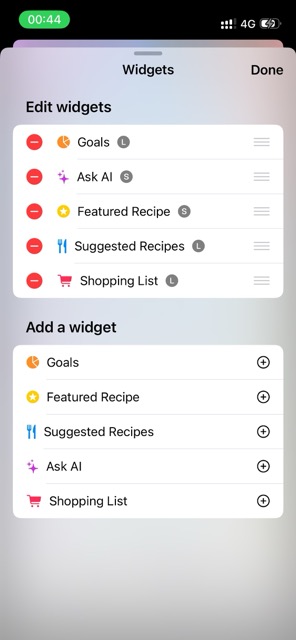 00:44
4G
Widgets
Done
Edit widgets
Goals L
Ask AI S
Featured Recipe S
Suggested Recipes L
Shopping List L
Add a widget
Goals
Featured Recipe
Suggested Recipes
Ask AI
Shopping List